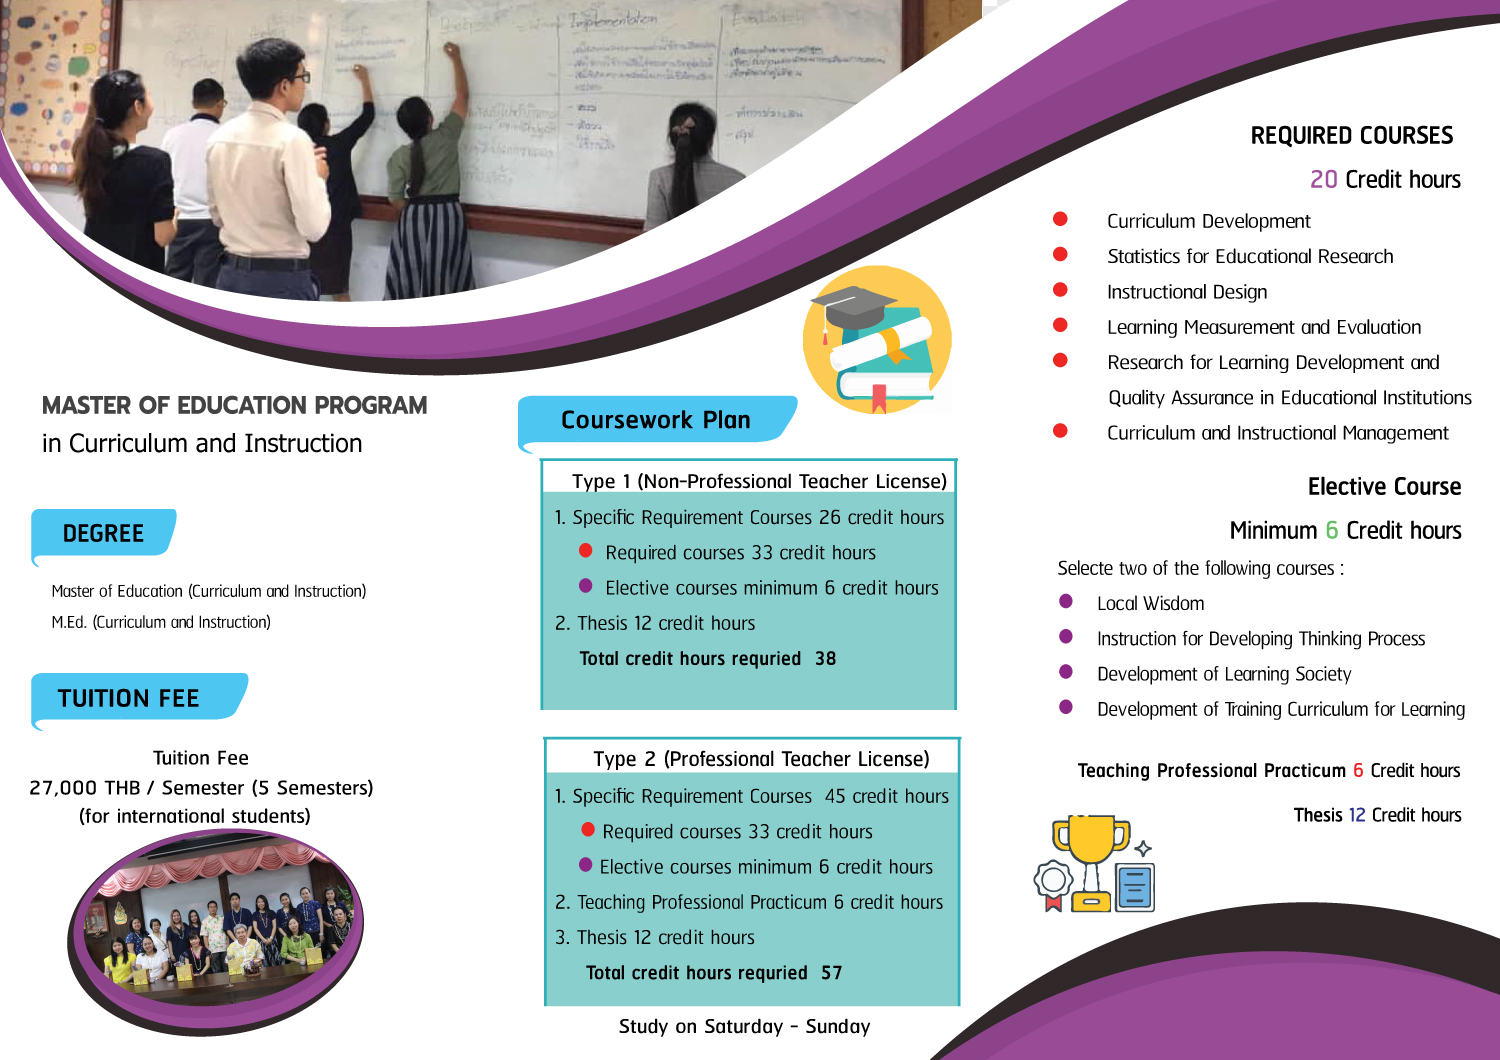 Implementation
MASTER OF EDUCATION PROGRAM
in Curriculum and Instruction
DEGREE
Master of Education (Curriculum and Instruction)
M.Ed. (Curriculum and Instruction)
TUITION FEE
Tuition Fee
27,000 THB / Semester (5 Semesters)
(for international students)
Coursework Plan
Type 1 (Non-Professional Teacher License)
1. Specific Requirement Courses 26 credit hours
Required courses 33 credit hours
Elective courses minimum 6 credit hours
2. Thesis 12 credit hours
Total credit hours requried 38
Type 2 (Professional Teacher License)
1. Specific Requirement Courses 45 credit hours
Required courses 33 credit hours
Elective courses minimum 6 credit hours
2. Teaching Professional Practicum 6 credit hours
3. Thesis 12 credit hours
Total credit hours requried 57
Study on Saturday - Sunday
REQUIRED COURSES
20 Credit hours
Curriculum Development
Statistics for Educational Research
Instructional Design
Learning Measurement and Evaluation
Research for Learning Development and
Quality Assurance in Educational Institutions
Curriculum and Instructional Management
Elective Course
Minimum 6 Credit hours
Selecte two of the following courses :
Local Wisdom
Instruction for Developing Thinking Process
Development of Learning Society
Development of Training Curriculum for Learning
Teaching Professional Practicum 6 Credit hours
Thesis 12 Credit hours